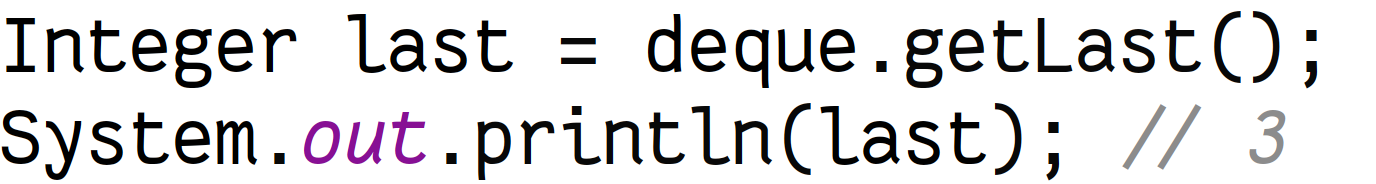 Integer last = deque.getLast();
System.out.println(last); // 3